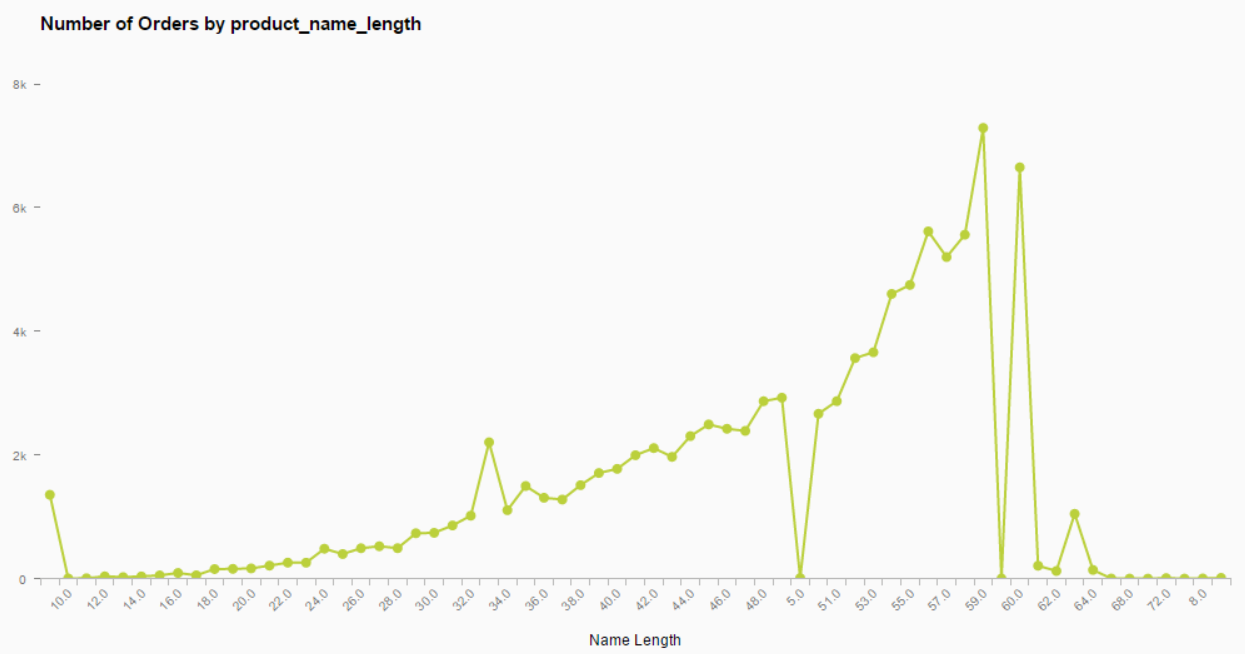 Number of Orders by product_name_length
8k
6k
4k
2k
0
10.0 12.0 14.0 16.0 18.0 20.0 22.0 24.0 26.0 28.0 30.0 32.0 34.0 36.0 38.0 40.0 42.0 44.0 46.0 48.0 5.0 51.0 53.0 55.0 57.0 59.0 60.0 62.0 64.0 68.0 72.0 8.0
Name Length